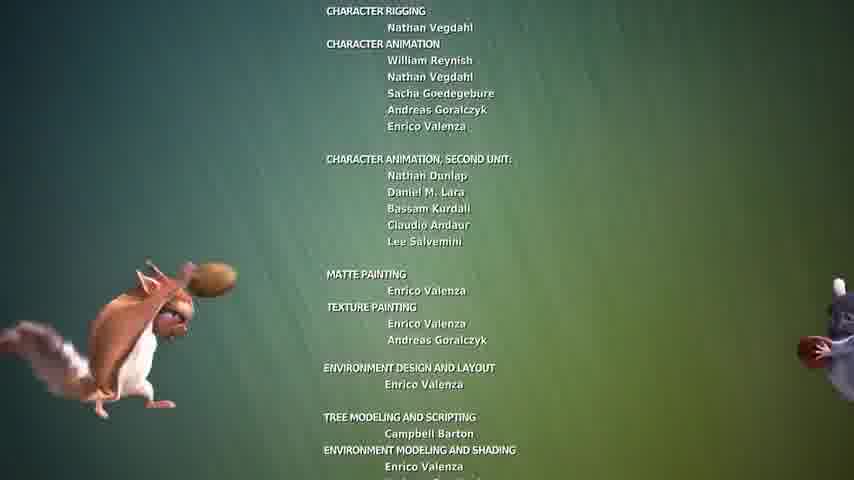 CHARACTER RIGGING
Nathan Vegdahl
CHARACTER ANIMATION
William Reynish
Nathan Vegdahl
Sacha Goedegebure
Andreas Goralczyk
Enrico Valenza
CHARACTER ANIMATION, SECOND UNIT:
Nathan Dunlap
Daniel M. Lara
Bassam Kurdali
Claudio Andaur
Lee Salvemini
MATTE PAINTING
Enrico Valenza
TEXTURE PAINTING
Enrico Valenza
Andreas Goralczyk
ENVIRONMENT DESIGN AND LAYOUT
Enrico Valenza
TREE MODELING AND SCRIPTING
Campbell Barton
ENVIRONMENT MODELING AND SHADING
Enrico Valenza